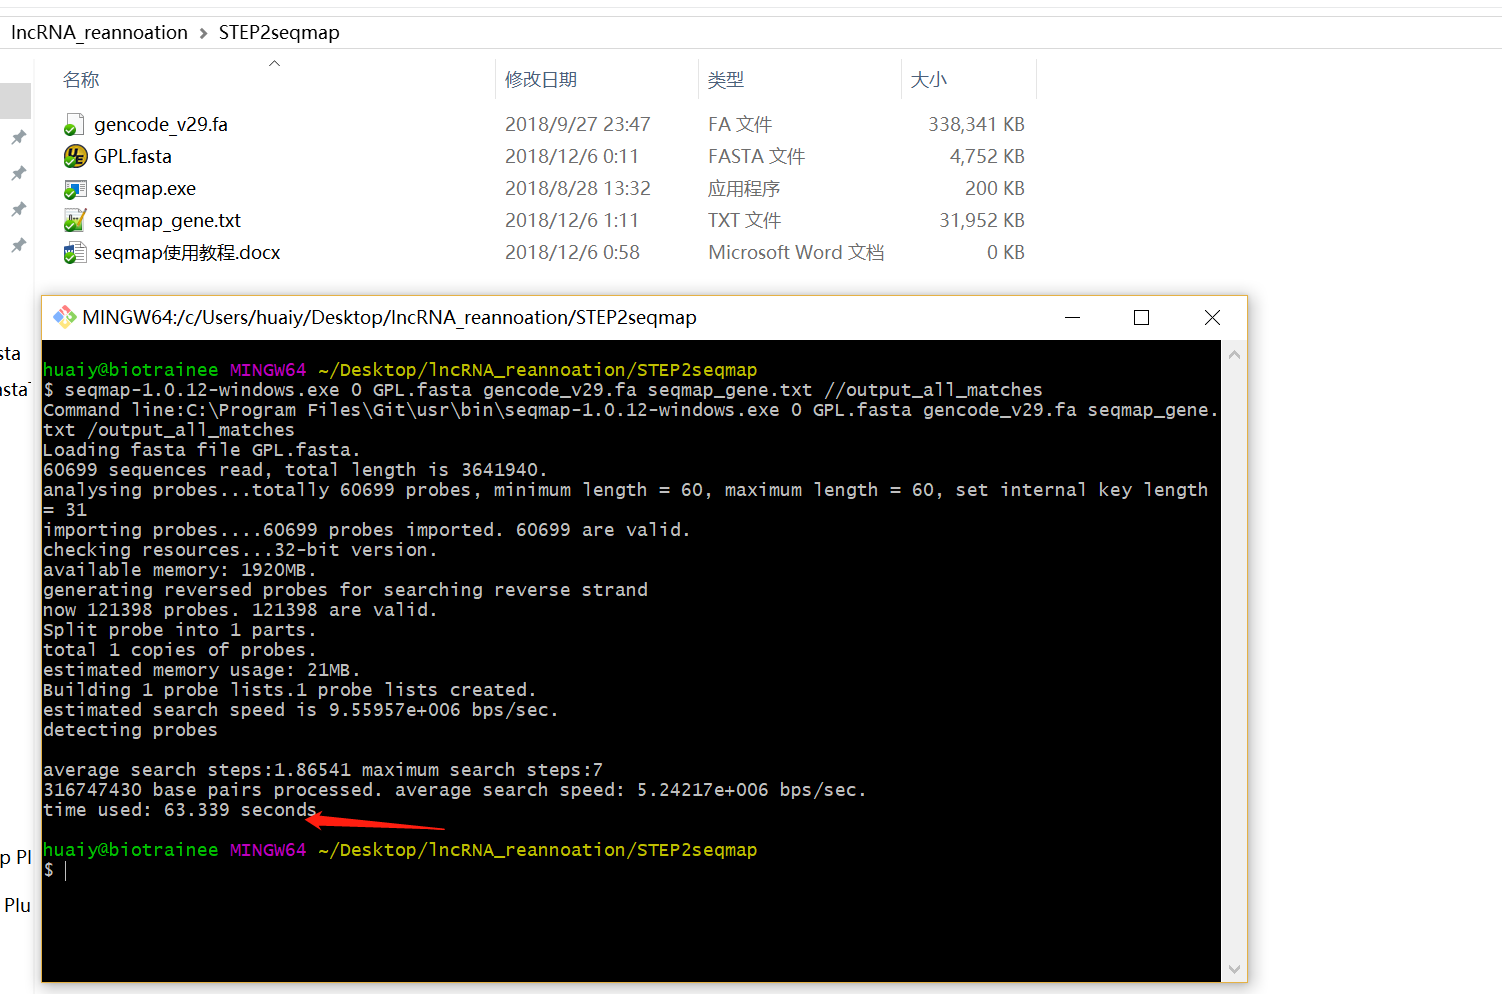 lncRNA_reannoation > STEP2seqmap
名称 修改日期 类型 大小
gencode_v29.fa 2018/9/27 23:47 FA 文件 338,341 KB
GPL.fasta 2018/12/6 0:11 FASTA 文件 4,752 KB
seqmap.exe 2018/8/28 13:32 应用程序 200 KB
seqmap_gene.txt 2018/12/6 1:11 TXT 文件 31,952 KB
seqmap使用教程.docx 2018/12/6 0:58 Microsoft Word 文档 0 KB
MINGW64:/c/Users/huaiy/Desktop/lncRNA_reannoation/STEP2seqmap
sta
asta
huaiy@biotrainee MINGW64 ~/Desktop/lncRNA_reannoation/STEP2seqmap
$ seqmap-1.0.12-windows.exe 0 GPL.fasta gencode_v29.fa seqmap_gene.txt //output_all_matches
Command line:C:\Program Files\Git\usr\bin\seqmap-1.0.12-windows.exe 0 GPL.fasta gencode_v29.fa seqmap_gene.
txt /output_all_matches
Loading fasta file GPL.fasta.
60699 sequences read, total length is 3641940.
analysing probes...totally 60699 probes, minimum length = 60, maximum length = 60, set internal key length
= 31
importing probes....60699 probes imported. 60699 are valid.
checking resources...32-bit version.
available memory: 1920MB.
generating reversed probes for searching reverse strand
now 121398 probes. 121398 are valid.
Split probe into 1 parts.
total 1 copies of probes.
estimated memory usage: 21MB.
Building 1 probe lists.1 probe lists created.
estimated search speed is 9.55957e+006 bps/sec.
detecting probes
average search steps:1.86541 maximum search steps:7
316747430 base pairs processed. average search speed: 5.24217e+006 bps/sec.
time used: 63.339 seconds
huaiy@biotrainee MINGW64 ~/Desktop/lncRNA_reannoation/STEP2seqmap
$
p Pl
Plu